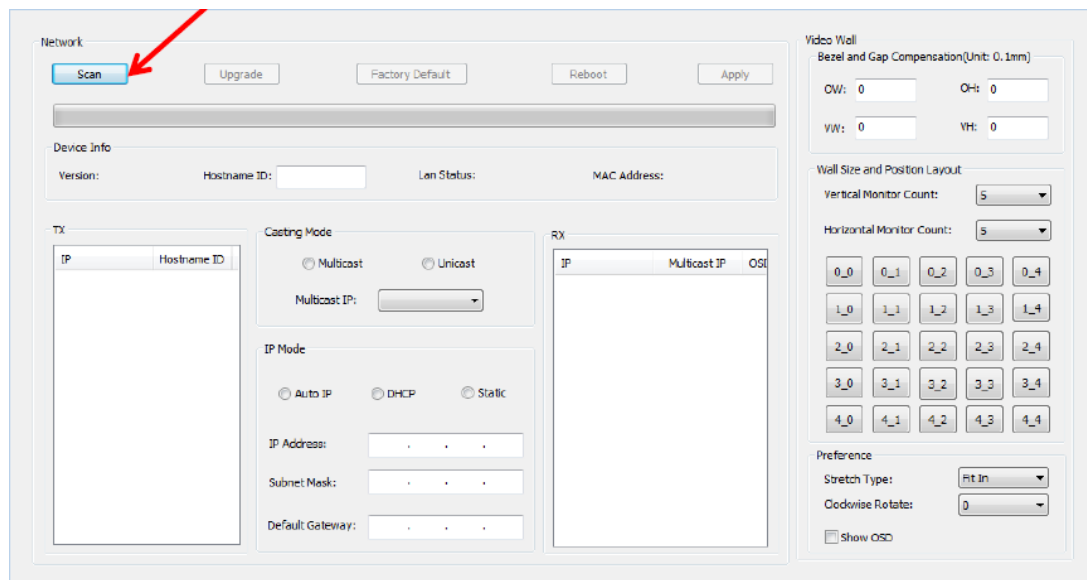 Network
Scan
Upgrade
Factory Default
Reboot
Apply
Device Info
Version:
Hostname ID:
Lan Status:
MAC Address:
TX
IP Hostname ID
Casting Mode
Multicast
Unicast
Multicast IP:
IP Mode
Auto IP
DHCP
Static
IP Address:
Subnet Mask:
Default Gateway:
RX
IP Multicast IP OSI
Video Wall
Bezel and Gap Compensation(Unit: 0.1mm)
OW: 0 OH: 0
VW: 0 VH: 0
Wall Size and Position Layout
Vertical Monitor Count: 5
Horizontal Monitor Count: 5
0_0 0_1 0_2 0_3 0_4
1_0 1_1 1_2 1_3 1_4
2_0 2_1 2_2 2_3 2_4
3_0 3_1 3_2 3_3 3_4
4_0 4_1 4_2 4_3 4_4
Preference
Stretch Type: Fit In
Clockwise Rotate: 0
Show OSD